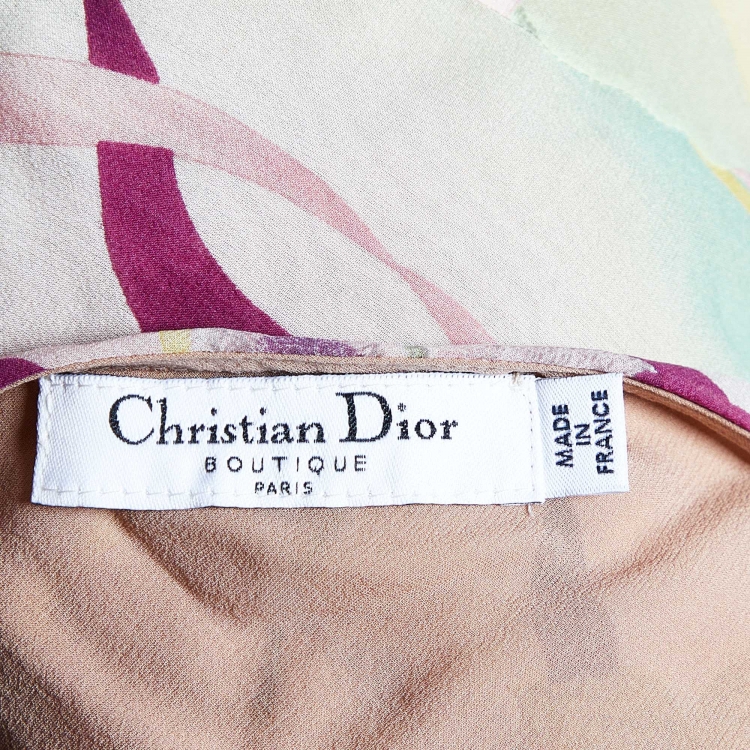 Christian Dior
BOUTIQUE
PARIS
MADE
IN
FRANCE